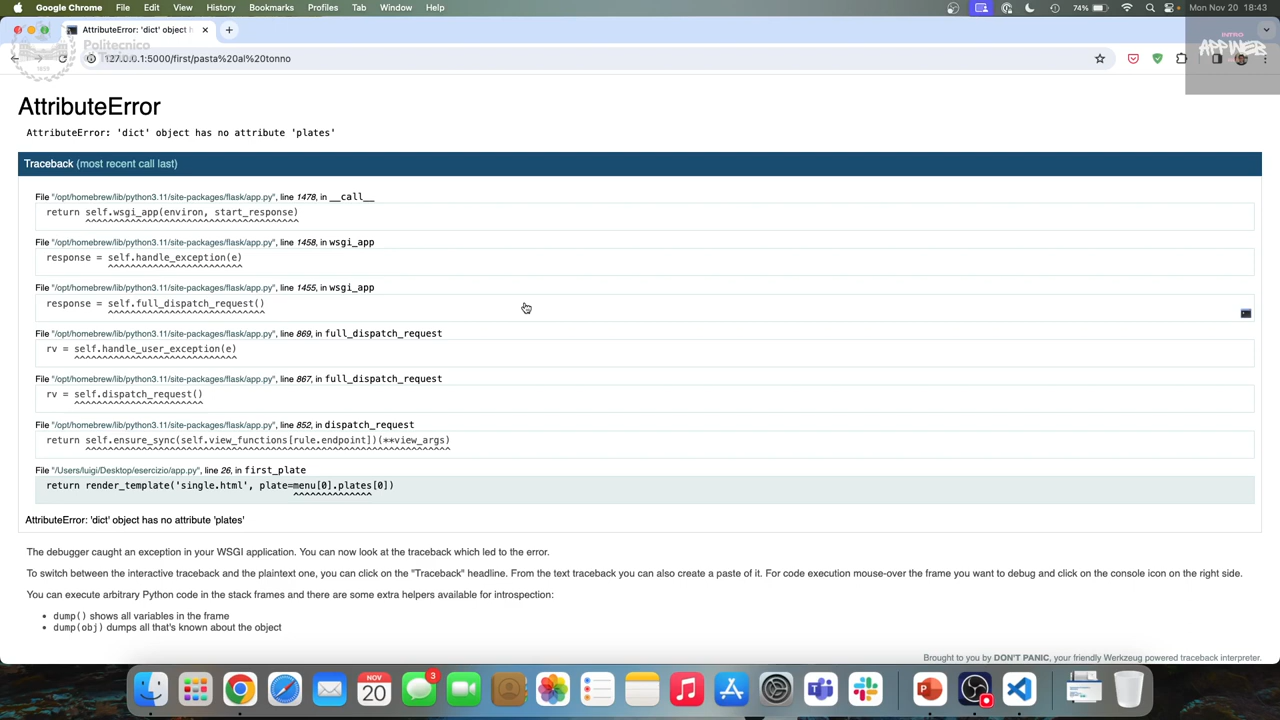 Google Chrome File Edit View History Bookmarks Profiles Tab Window Help 74% Mon Nov 20 18:43
AttributeError: 'dict' object h
Politecnico
1859
INTRO
APPWEB
127.0.0.1:5000/first/pasta%20al%20tonno
AttributeError
AttributeError: 'dict' object has no attribute 'plates'
Traceback (most recent call last)
File "/opt/homebrew/lib/python3.11/site-packages/flask/app.py", line 1478, in __call__
return self.wsgi_app(environ, start_response)
^^^^^^^^^^^^^^^^^^^^^^^^^^^^^^^^^^^^^^
File "/opt/homebrew/lib/python3.11/site-packages/flask/app.py", line 1458, in wsgi_app
response = self.handle_exception(e)
^^^^^^^^^^^^^^^^^^^^^^^^
File "/opt/homebrew/lib/python3.11/site-packages/flask/app.py", line 1455, in wsgi_app
response = self.full_dispatch_request()
^^^^^^^^^^^^^^^^^^^^^^^^^^^^
File "/opt/homebrew/lib/python3.11/site-packages/flask/app.py", line 869, in full_dispatch_request
rv = self.handle_user_exception(e)
^^^^^^^^^^^^^^^^^^^^^^^^^^^^^
File "/opt/homebrew/lib/python3.11/site-packages/flask/app.py", line 867, in full_dispatch_request
rv = self.dispatch_request()
^^^^^^^^^^^^^^^^^^^^^^^
File "/opt/homebrew/lib/python3.11/site-packages/flask/app.py", line 852, in dispatch_request
return self.ensure_sync(self.view_functions[rule.endpoint])(**view_args)
^^^^^^^^^^^^^^^^^^^^^^^^^^^^^^^^^^^^^^^^^^^^^^^^^^^^^^^^^^^^^^^^^
File "/Users/luigi/Desktop/esercizio/app.py", line 26, in first_plate
return render_template('single.html', plate=menu[0].plates[0])
^^^^^^^^^^^^^^
AttributeError: 'dict' object has no attribute 'plates'
The debugger caught an exception in your WSGI application. You can now look at the traceback which led to the error.
To switch between the interactive traceback and the plaintext one, you can click on the "Traceback" headline. From the text traceback you can also create a paste of it. For code execution mouse-over the frame you want to debug and click on the console icon on the right side.
You can execute arbitrary Python code in the stack frames and there are some extra helpers available for introspection:
• dump() shows all variables in the frame
• dump(obj) dumps all that's known about the object
Brought to you by DON'T PANIC, your friendly Werkzeug powered traceback interpreter.
NOV
20
3